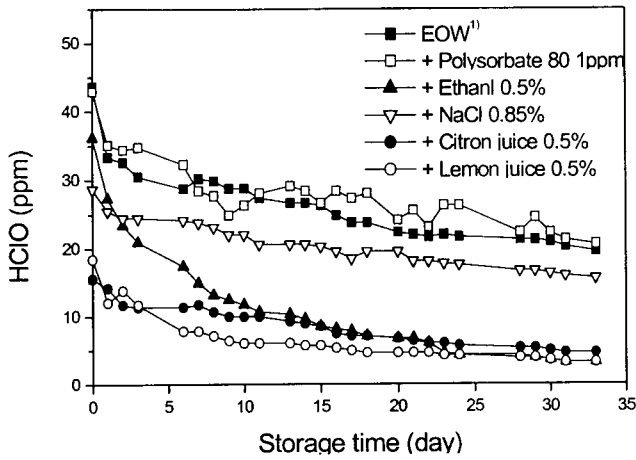 50
40
30
20
10
0
HClO (ppm)
EOW1)
+ Polysorbate 80 1ppm
+ Ethanl 0.5%
+ NaCl 0.85%
+ Citron juice 0.5%
+ Lemon juice 0.5%
0 5 10 15 20 25 30 35
Storage time (day)